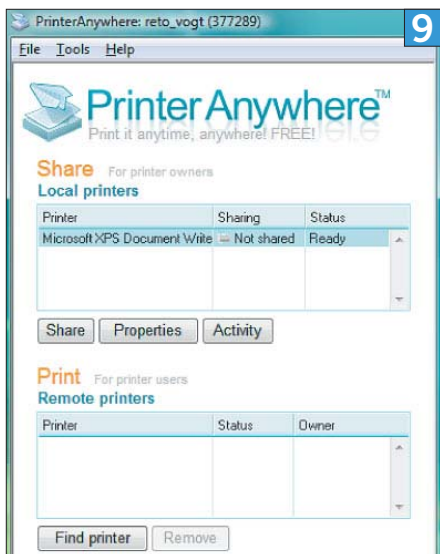 PrinterAnywhere: reto_vogt (377289)
9
File Tools Help
PrinterAnywhere™
Print it anytime, anywhere! FREE!
Share For printer owners
Local printers
Printer Sharing Status
Microsoft XPS Document Write Not shared Ready
Share Properties Activity
Print For printer users
Remote printers
Printer Status Owner
Find printer Remove